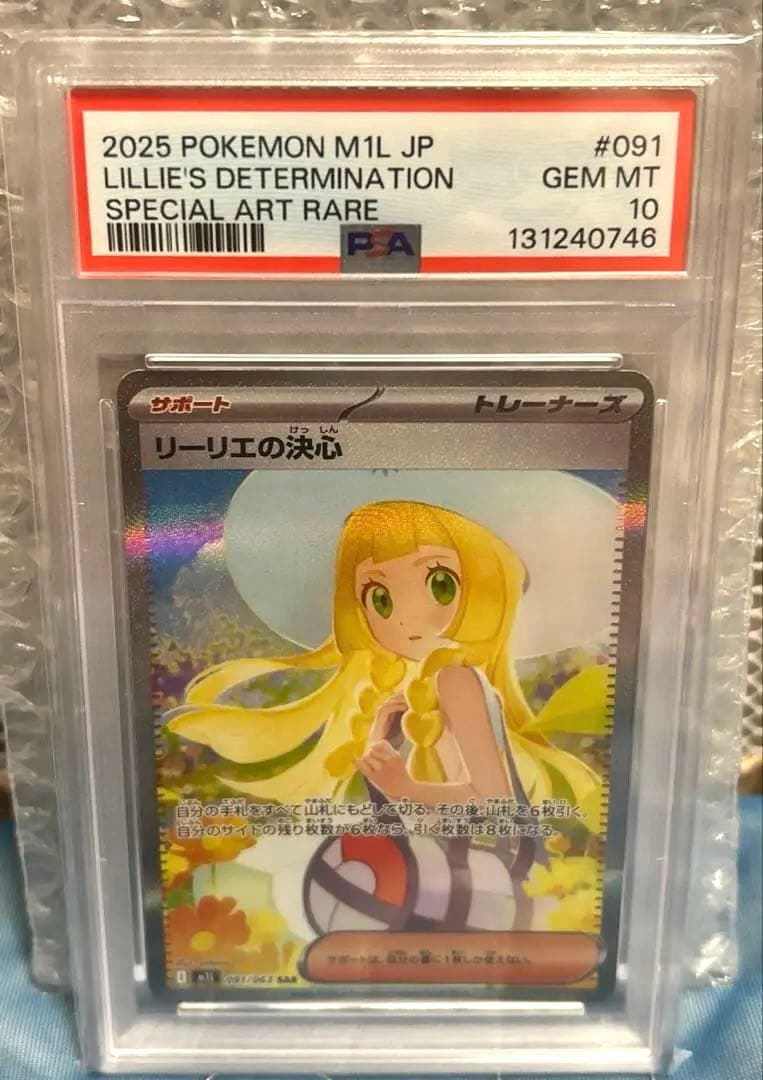 2025 POKEMON M1L JP #091
LILLIE'S DETERMINATION GEM MT
SPECIAL ART RARE 10
PSA 131240746
サポート トレーナーズ
けっ しん
リーリエの決心
自分の手札をすべて山札にもどして切る。その後、山札を6枚引く。
自分のサイドの残り枚数が6枚なら、引く枚数は8枚になる。
サポートは、自分の番に1枚しか使えない。
m1L 091/063 SAR